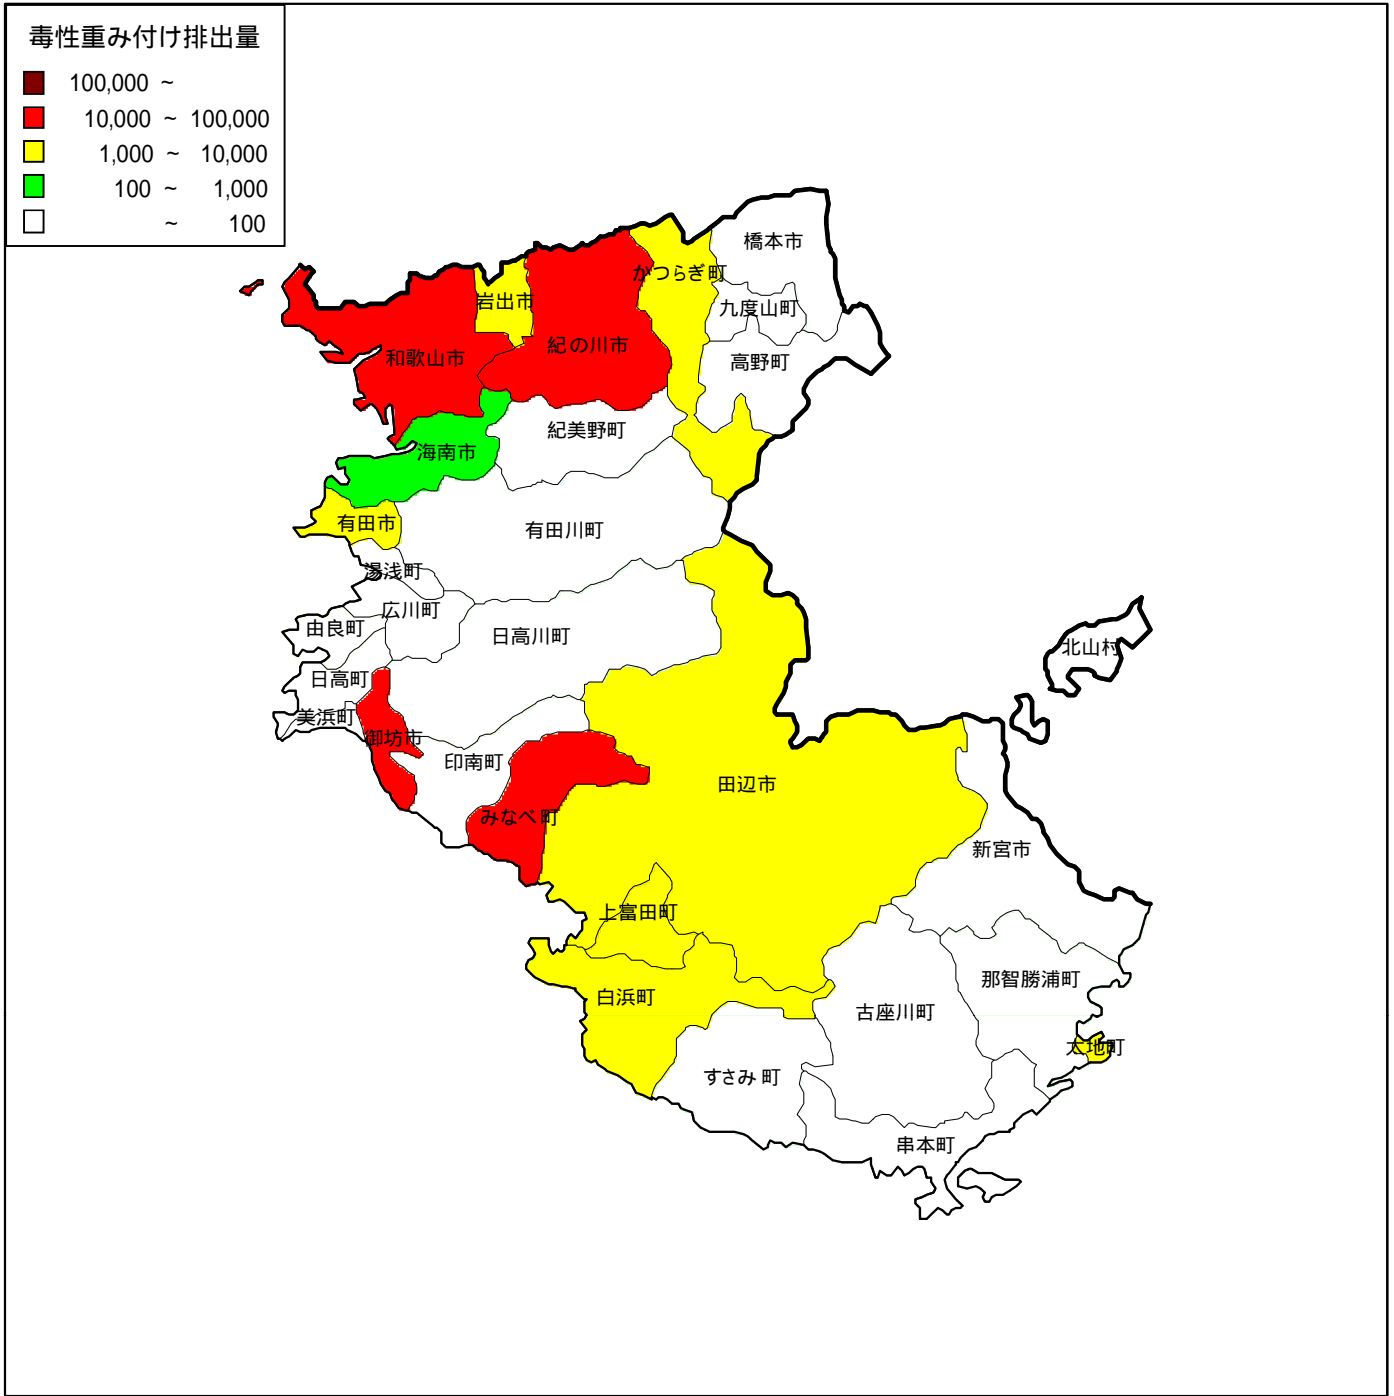 毒性重み付け排出量
100,000 ~
10,000 ~ 100,000
1,000 ~ 10,000
100 ~ 1,000
~ 100
橋本市
かつらぎ町
岩出市
九度山町
紀の川市
和歌山市
高野町
紀美野町
海南市
有田市
有田川町
湯浅町
広川町
由良町
日高川町
北山村
日高町
美浜町
御坊市
印南町
田辺市
みなべ町
新宮市
上富田町
那智勝浦町
白浜町
古座川町
太地町
すさみ町
串本町